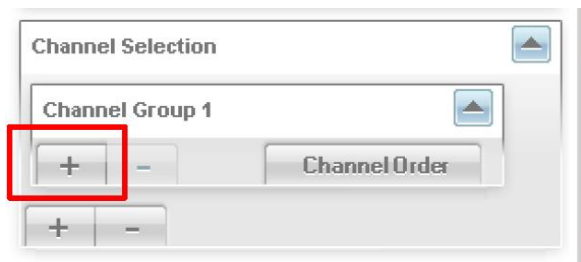 Channel Selection
Channel Group 1
+ - Channel Order
+ -